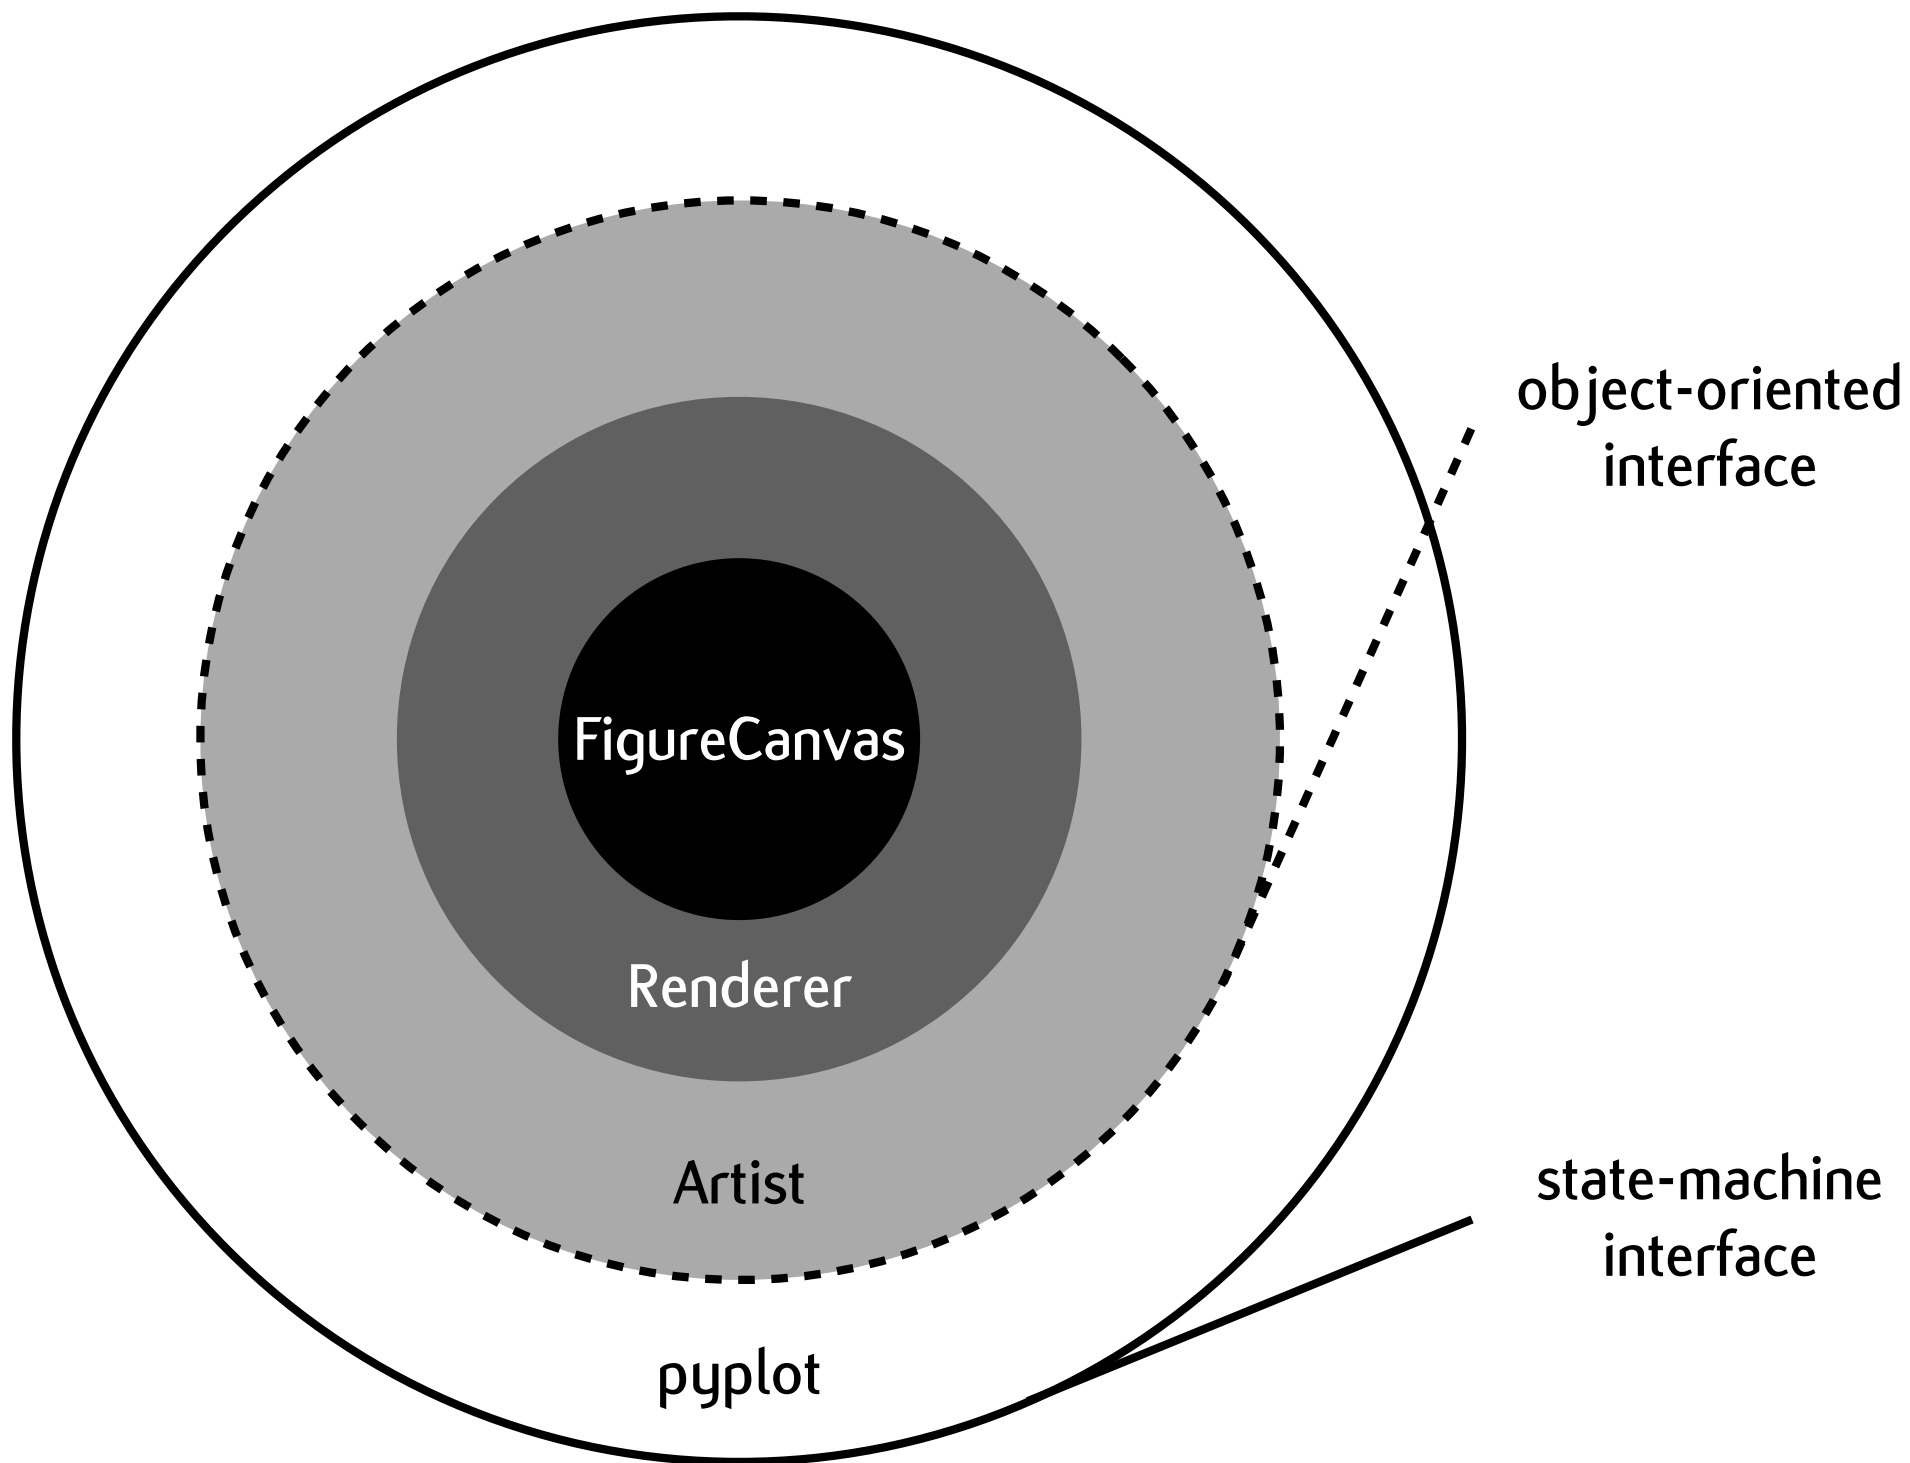 object-oriented
interface
FigureCanvas
Renderer
Artist
state-machine
interface
pyplot